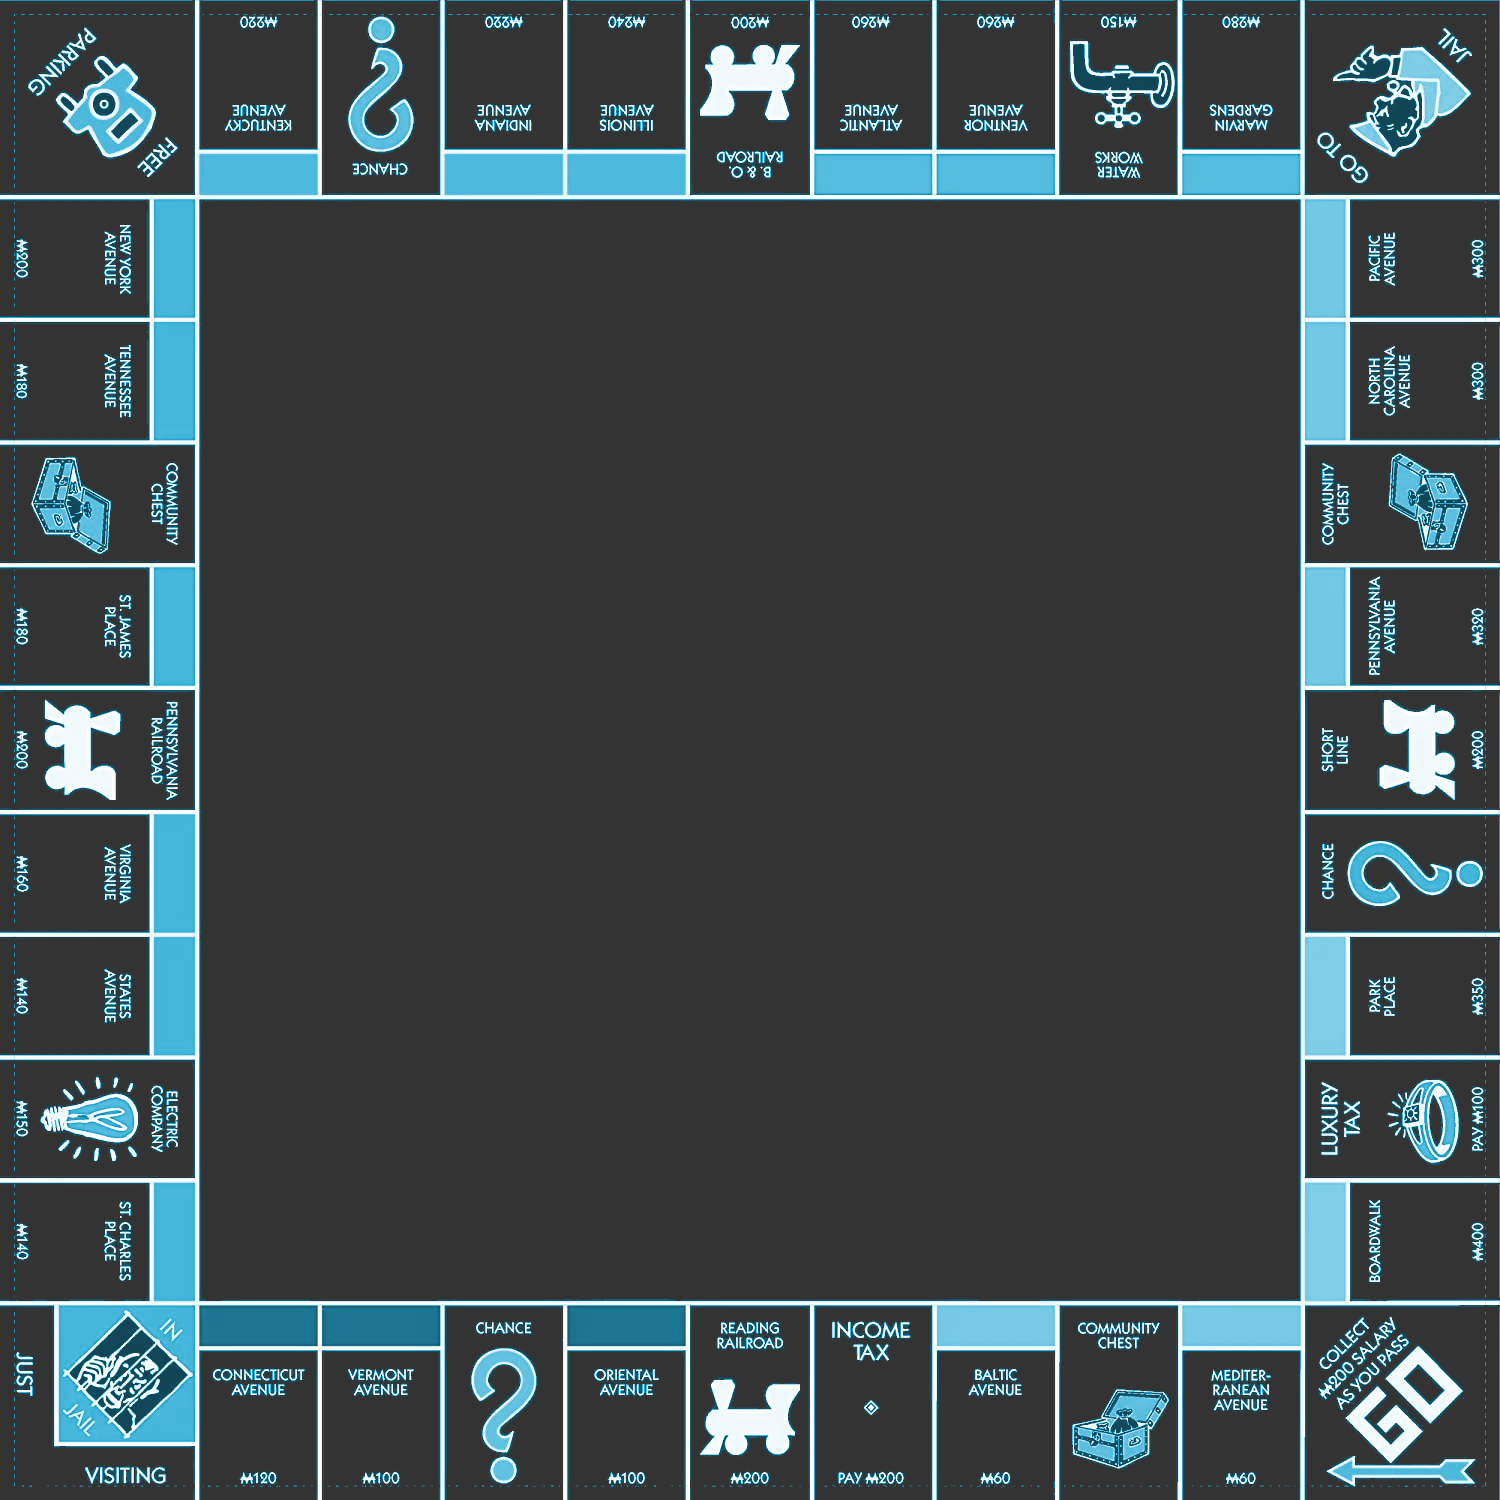 FREE
PARKING
₩220
KENTUCKY
AVENUE
CHANCE
₩220
INDIANA
AVENUE
₩240
ILLINOIS
AVENUE
₩200
B. & O.
RAILROAD
₩260
ATLANTIC
AVENUE
₩260
VENTNOR
AVENUE
₩150
WATER
WORKS
₩280
MARVIN
GARDENS
GO TO
JAIL
PACIFIC
AVENUE
₩300
NORTH
CAROLINA
AVENUE
₩300
COMMUNITY
CHEST
PENNSYLVANIA
AVENUE
₩320
SHORT
LINE
₩200
CHANCE
PARK
PLACE
₩350
LUXURY
TAX
PAY ₩100
BOARDWALK
₩400
COLLECT
₩200 SALARY
AS YOU PASS
GO
MEDITER-
RANEAN
AVENUE
₩60
COMMUNITY
CHEST
BALTIC
AVENUE
₩60
INCOME
TAX
PAY ₩200
READING
RAILROAD
₩200
ORIENTAL
AVENUE
₩100
CHANCE
VERMONT
AVENUE
₩100
CONNECTICUT
AVENUE
₩120
IN
JAIL
JUST
VISITING
ST. CHARLES
PLACE
₩140
ELECTRIC
COMPANY
₩150
STATES
AVENUE
₩140
VIRGINIA
AVENUE
₩160
PENNSYLVANIA
RAILROAD
₩200
ST. JAMES
PLACE
₩180
COMMUNITY
CHEST
TENNESSEE
AVENUE
₩180
NEW YORK
AVENUE
₩200